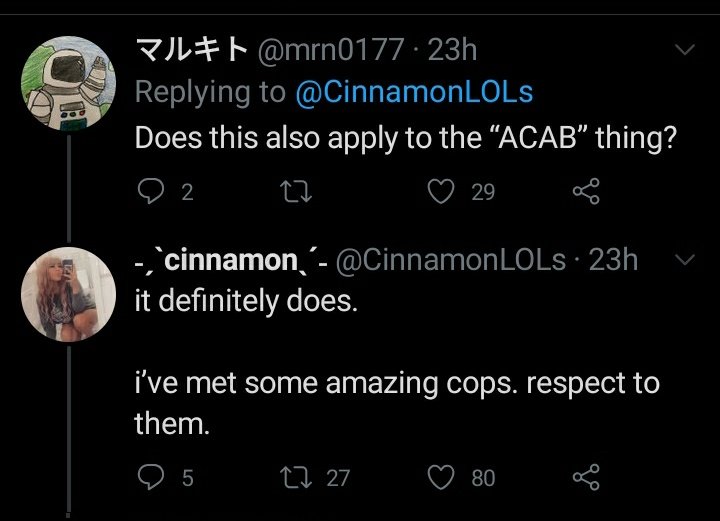 マルキト @mrn0177 · 23h
Replying to @CinnamonLOLs
Does this also apply to the “ACAB” thing?
2 29
-ˏ`cinnamonˎ´- @CinnamonLOLs · 23h
it definitely does.
i’ve met some amazing cops. respect to
them.
5 27 80